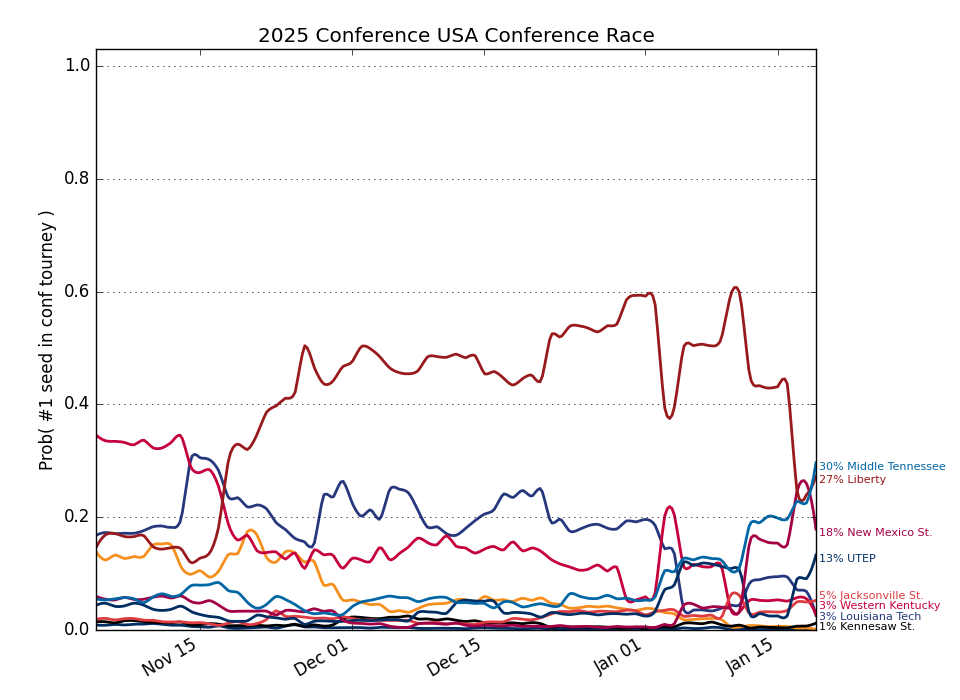 2025 Conference USA Conference Race
Prob( #1 seed in conf tourney )
1.0
0.8
0.6
0.4
0.2
0.0
Nov 15
Dec 01
Dec 15
Jan 01
Jan 15
30% Middle Tennessee
27% Liberty
18% New Mexico St.
13% UTEP
5% Jacksonville St.
3% Western Kentucky
3% Louisiana Tech
1% Kennesaw St.